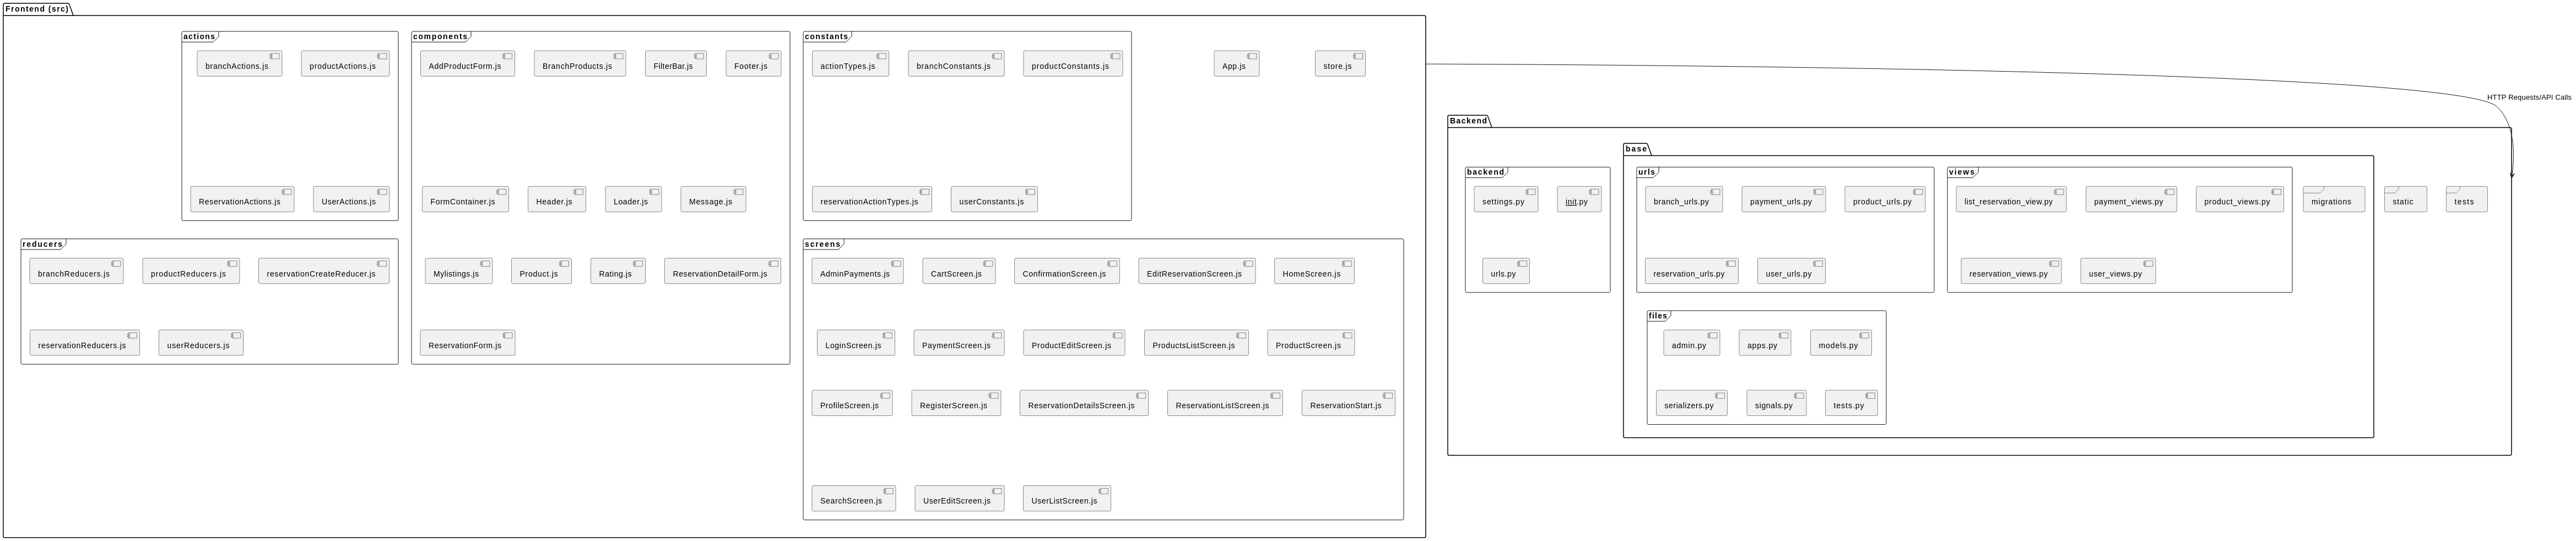 Frontend (src)
actions
branchActions.js
productActions.js
ReservationActions.js
UserActions.js
components
AddProductForm.js
BranchProducts.js
FilterBar.js
Footer.js
FormContainer.js
Header.js
Loader.js
Message.js
Mylistings.js
Product.js
Rating.js
ReservationDetailForm.js
ReservationForm.js
constants
actionTypes.js
branchConstants.js
productConstants.js
reservationActionTypes.js
userConstants.js
App.js
store.js
reducers
branchReducers.js
productReducers.js
reservationCreateReducer.js
reservationReducers.js
userReducers.js
screens
AdminPayments.js
CartScreen.js
ConfirmationScreen.js
EditReservationScreen.js
HomeScreen.js
LoginScreen.js
PaymentScreen.js
ProductEditScreen.js
ProductsListScreen.js
ProductScreen.js
ProfileScreen.js
RegisterScreen.js
ReservationDetailsScreen.js
ReservationListScreen.js
ReservationStart.js
SearchScreen.js
UserEditScreen.js
UserListScreen.js
HTTP Requests/API Calls
Backend
backend
settings.py
init.py
urls.py
base
urls
branch_urls.py
payment_urls.py
product_urls.py
reservation_urls.py
user_urls.py
views
list_reservation_view.py
payment_views.py
product_views.py
reservation_views.py
user_views.py
migrations
files
admin.py
apps.py
models.py
serializers.py
signals.py
tests.py
static
tests